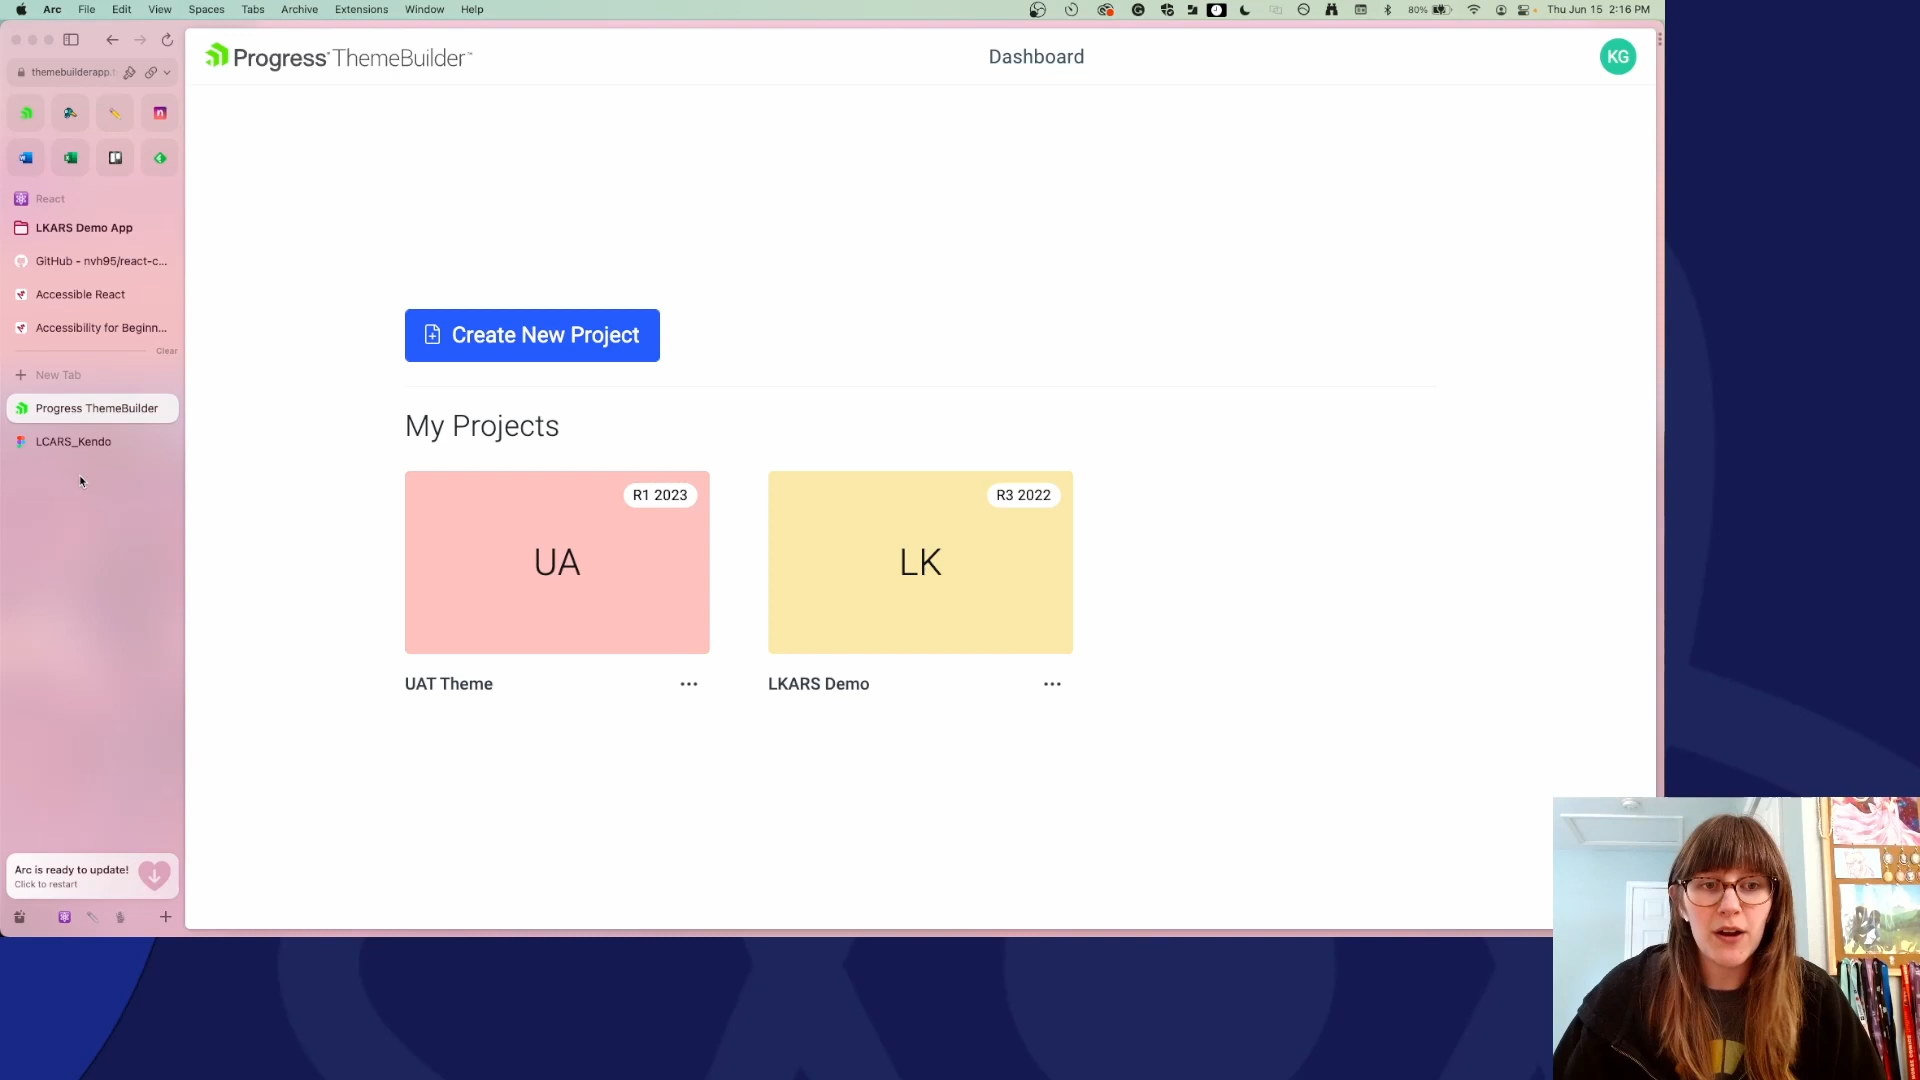 Arc File Edit View Spaces Tabs Archive Extensions Window Help
80% Thu Jun 15 2:16 PM
themebuilderapp.t
n
React
LKARS Demo App
GitHub - nvh95/react-c...
Accessible React
Accessibility for Beginn...
Clear
New Tab
Progress ThemeBuilder
LCARS_Kendo
Arc is ready to update!
Click to restart
Progress ThemeBuilder™
Dashboard
KG
Create New Project
My Projects
R1 2023
UA
UAT Theme
R3 2022
LK
LKARS Demo